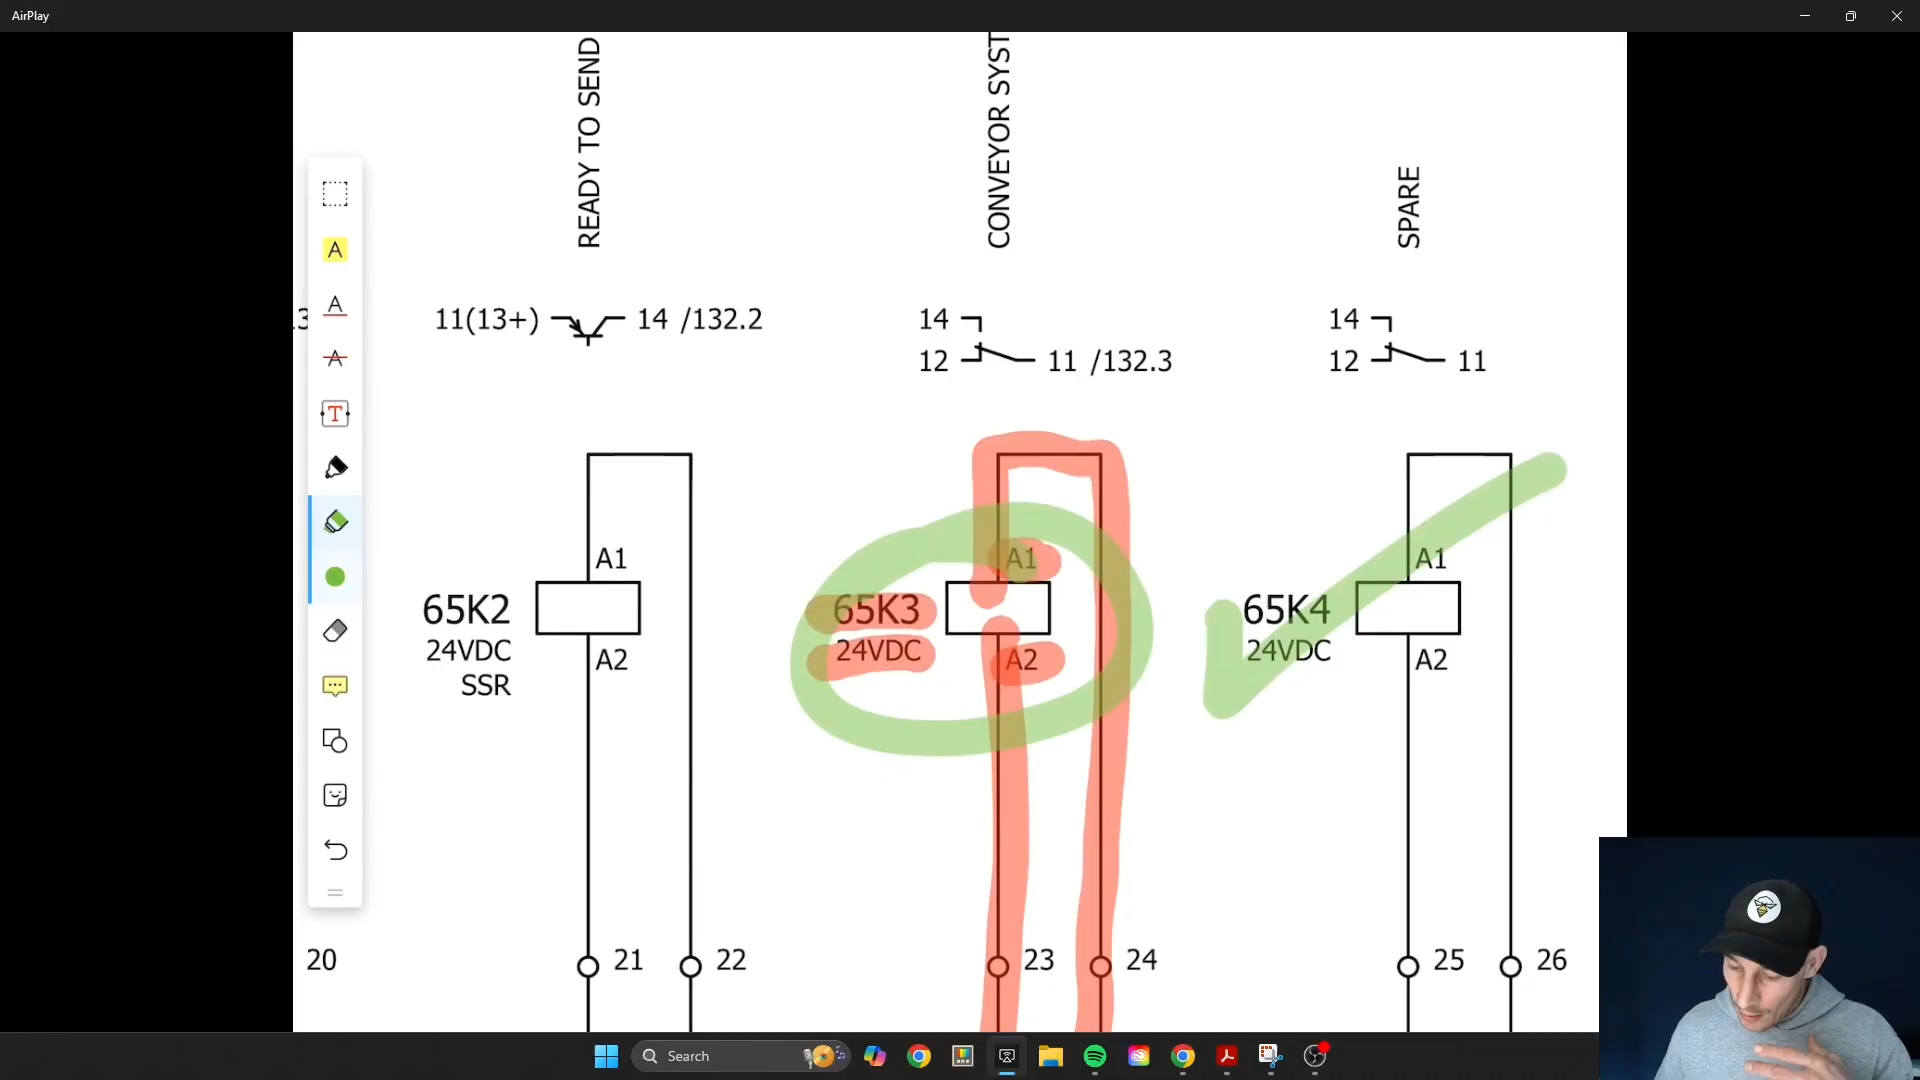 AirPlay
READY TO SEND
CONVEYOR SYST
SPARE
11(13+) 14 /132.2
14
12 11 /132.3
14
12 11
A
A
A
T
A1
65K2
24VDC
A2
SSR
A1
65K3
24VDC
A2
A1
65K4
24VDC
A2
20
21
22
23
24
25
26
Search